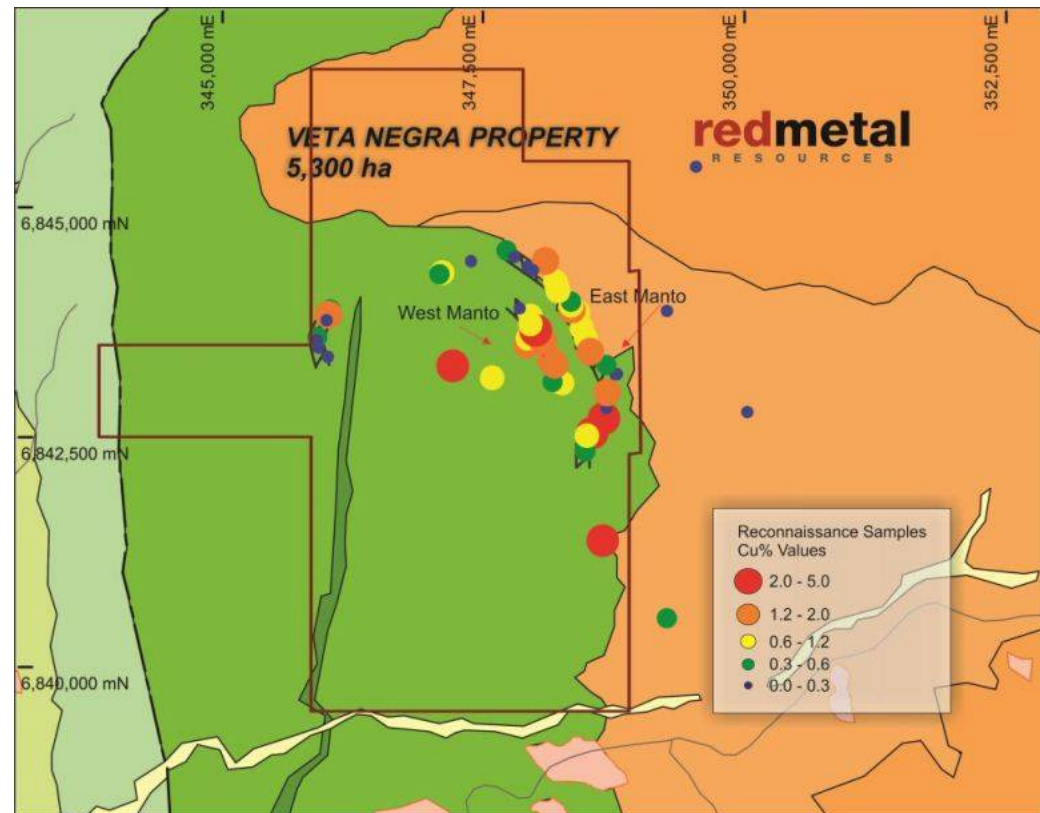 345,000 mE
347,500 mE
350,000 mE
352,500 mE
VETA NEGRA PROPERTY
5,300 ha
redmetal
RESOURCES
6,845,000 mN
West Manto
East Manto
6,842,500 mN
Reconnaissance Samples
Cu% Values
2.0 - 5.0
1.2 - 2.0
0.6 - 1.2
0.3 - 0.6
0.0 - 0.3
6,840,000 mN